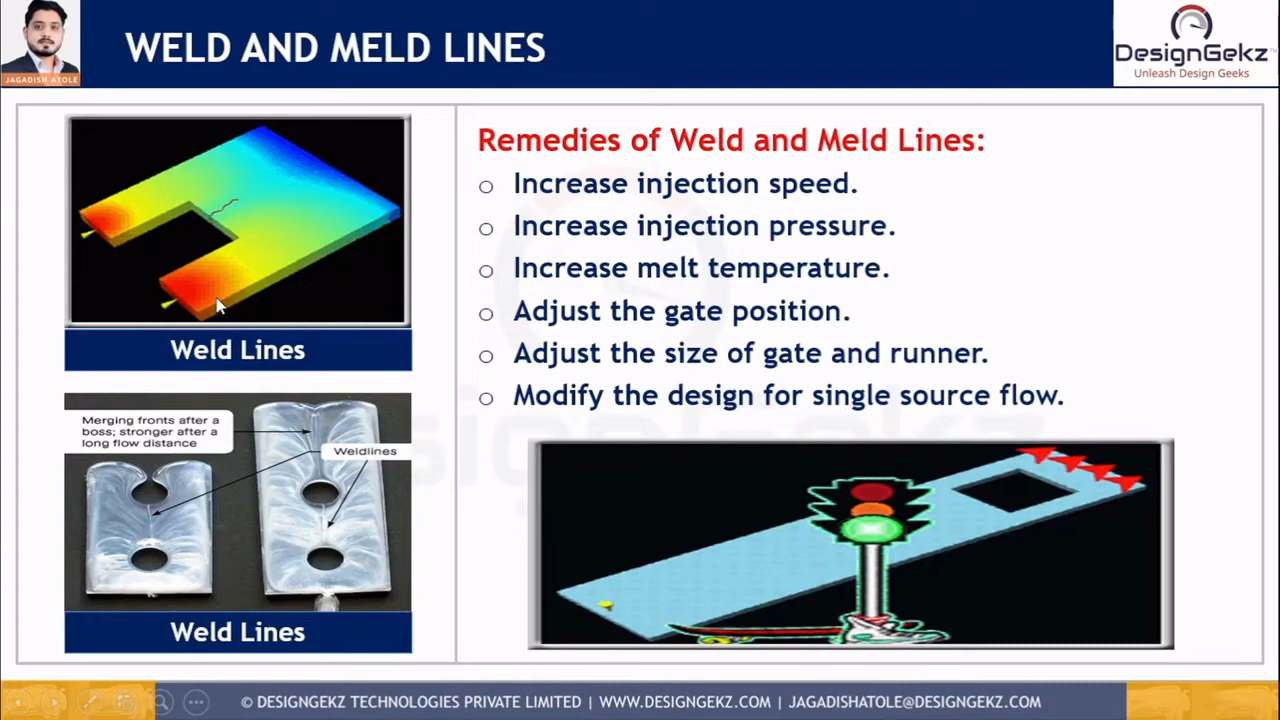 JAGADISH ATOLE
WELD AND MELD LINES
DesignGekz
Unleash Design Geeks
Weld Lines
Merging fronts after a
boss; stronger after a
long flow distance
Weldlines
Weld Lines
Remedies of Weld and Meld Lines:
Increase injection speed.
Increase injection pressure.
Increase melt temperature.
Adjust the gate position.
Adjust the size of gate and runner.
Modify the design for single source flow.
© DESIGNGEKZ TECHNOLOGIES PRIVATE LIMITED | WWW.DESIGNGEKZ.COM | JAGADISHATOLE@DESIGNGEKZ.COM